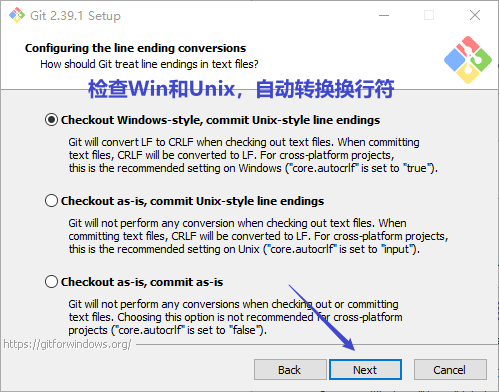 Git 2.39.1 Setup
Configuring the line ending conversions
How should Git treat line endings in text files?
检查Win和Unix，自动转换换行符
Checkout Windows-style, commit Unix-style line endings
Git will convert LF to CRLF when checking out text files. When committing
text files, CRLF will be converted to LF. For cross-platform projects,
this is the recommended setting on Windows ("core.autocrlf" is set to "true").
Checkout as-is, commit Unix-style line endings
Git will not perform any conversion when checking out text files. When
committing text files, CRLF will be converted to LF. For cross-platform projects,
this is the recommended setting on Unix ("core.autocrlf" is set to "input").
Checkout as-is, commit as-is
Git will not perform any conversions when checking out or committing
text files. Choosing this option is not recommended for cross-platform
projects ("core.autocrlf" is set to "false").
https://gitforwindows.org/
Back
Next
Cancel